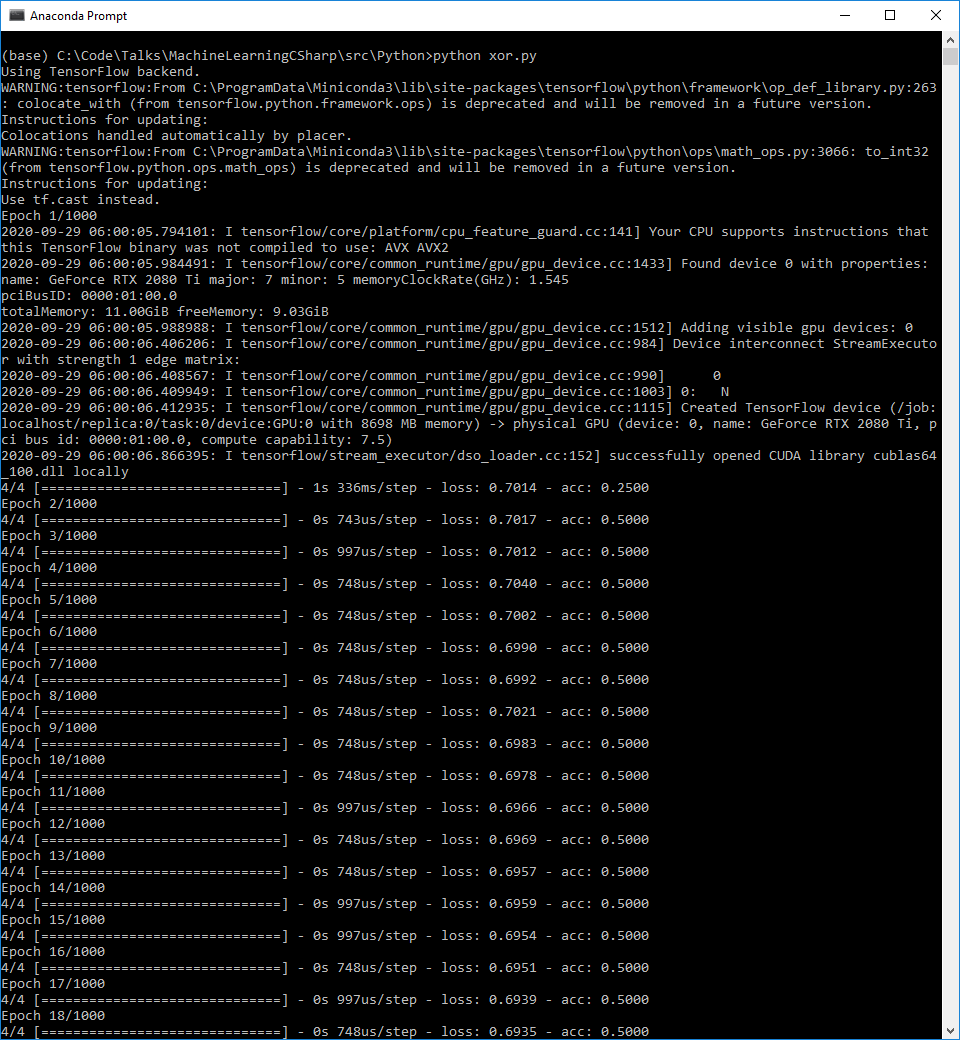 Anaconda Prompt
(base) C:\Code\Talks\MachineLearningCSharp\src\Python>python xor.py
Using TensorFlow backend.
WARNING:tensorflow:From C:\ProgramData\Miniconda3\lib\site-packages\tensorflow\python\framework\op_def_library.py:263
: colocate_with (from tensorflow.python.framework.ops) is deprecated and will be removed in a future version.
Instructions for updating:
Colocations handled automatically by placer.
WARNING:tensorflow:From C:\ProgramData\Miniconda3\lib\site-packages\tensorflow\python\ops\math_ops.py:3066: to_int32
(from tensorflow.python.ops.math_ops) is deprecated and will be removed in a future version.
Instructions for updating:
Use tf.cast instead.
Epoch 1/1000
2020-09-29 06:00:05.794101: I tensorflow/core/platform/cpu_feature_guard.cc:141] Your CPU supports instructions that
this TensorFlow binary was not compiled to use: AVX AVX2
2020-09-29 06:00:05.984491: I tensorflow/core/common_runtime/gpu/gpu_device.cc:1433] Found device 0 with properties:
name: GeForce RTX 2080 Ti major: 7 minor: 5 memoryClockRate(GHz): 1.545
pciBusID: 0000:01:00.0
totalMemory: 11.00GiB freeMemory: 9.03GiB
2020-09-29 06:00:05.988988: I tensorflow/core/common_runtime/gpu/gpu_device.cc:1512] Adding visible gpu devices: 0
2020-09-29 06:00:06.406206: I tensorflow/core/common_runtime/gpu/gpu_device.cc:984] Device interconnect StreamExecuto
r with strength 1 edge matrix:
2020-09-29 06:00:06.408567: I tensorflow/core/common_runtime/gpu/gpu_device.cc:990]      0
2020-09-29 06:00:06.409949: I tensorflow/core/common_runtime/gpu/gpu_device.cc:1003] 0:   N
2020-09-29 06:00:06.412935: I tensorflow/core/common_runtime/gpu/gpu_device.cc:1115] Created TensorFlow device (/job:
localhost/replica:0/task:0/device:GPU:0 with 8698 MB memory) -> physical GPU (device: 0, name: GeForce RTX 2080 Ti, p
ci bus id: 0000:01:00.0, compute capability: 7.5)
2020-09-29 06:00:06.866395: I tensorflow/stream_executor/dso_loader.cc:152] successfully opened CUDA library cublas64
_100.dll locally
4/4 [==============================] - 1s 336ms/step - loss: 0.7014 - acc: 0.2500
Epoch 2/1000
4/4 [==============================] - 0s 743us/step - loss: 0.7017 - acc: 0.5000
Epoch 3/1000
4/4 [==============================] - 0s 997us/step - loss: 0.7012 - acc: 0.5000
Epoch 4/1000
4/4 [==============================] - 0s 748us/step - loss: 0.7040 - acc: 0.5000
Epoch 5/1000
4/4 [==============================] - 0s 748us/step - loss: 0.7002 - acc: 0.5000
Epoch 6/1000
4/4 [==============================] - 0s 748us/step - loss: 0.6990 - acc: 0.5000
Epoch 7/1000
4/4 [==============================] - 0s 748us/step - loss: 0.6992 - acc: 0.5000
Epoch 8/1000
4/4 [==============================] - 0s 748us/step - loss: 0.7021 - acc: 0.5000
Epoch 9/1000
4/4 [==============================] - 0s 748us/step - loss: 0.6983 - acc: 0.5000
Epoch 10/1000
4/4 [==============================] - 0s 748us/step - loss: 0.6978 - acc: 0.5000
Epoch 11/1000
4/4 [==============================] - 0s 997us/step - loss: 0.6966 - acc: 0.5000
Epoch 12/1000
4/4 [==============================] - 0s 748us/step - loss: 0.6969 - acc: 0.5000
Epoch 13/1000
4/4 [==============================] - 0s 748us/step - loss: 0.6957 - acc: 0.5000
Epoch 14/1000
4/4 [==============================] - 0s 997us/step - loss: 0.6959 - acc: 0.5000
Epoch 15/1000
4/4 [==============================] - 0s 997us/step - loss: 0.6954 - acc: 0.5000
Epoch 16/1000
4/4 [==============================] - 0s 748us/step - loss: 0.6951 - acc: 0.5000
Epoch 17/1000
4/4 [==============================] - 0s 997us/step - loss: 0.6939 - acc: 0.5000
Epoch 18/1000
4/4 [==============================] - 0s 748us/step - loss: 0.6935 - acc: 0.5000